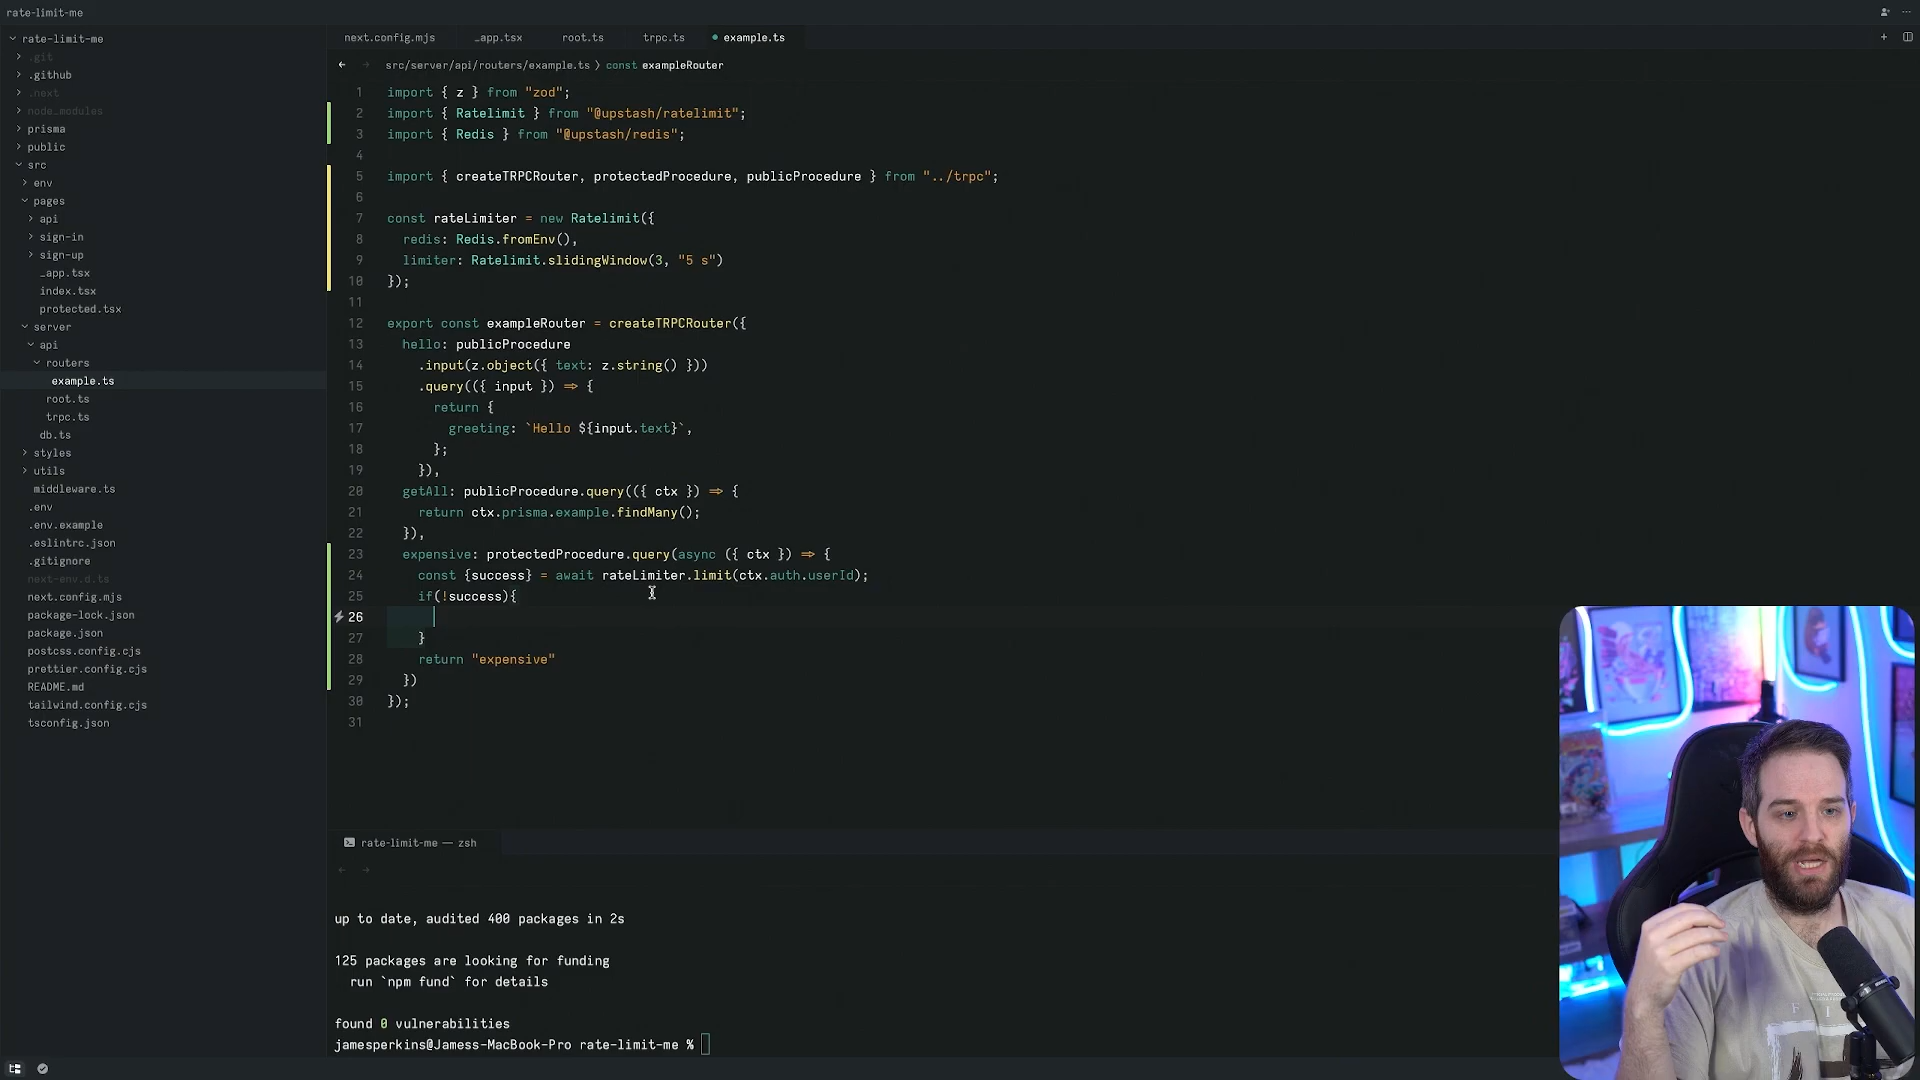 rate-limit-me
rate-limit-me
.git
.github
.next
node_modules
prisma
public
src
env
pages
api
sign-in
sign-up
_app.tsx
index.tsx
protected.tsx
server
api
routers
example.ts
root.ts
trpc.ts
db.ts
styles
utils
middleware.ts
.env
.env.example
.eslintrc.json
.gitignore
next-env.d.ts
next.config.mjs
package-lock.json
package.json
postcss.config.cjs
prettier.config.cjs
README.md
tailwind.config.cjs
tsconfig.json
next.config.mjs _app.tsx root.ts trpc.ts example.ts
src/server/api/routers/example.ts 〉 const exampleRouter
1 import { z } from "zod";
2 import { Ratelimit } from "@upstash/ratelimit";
3 import { Redis } from "@upstash/redis";
4
5 import { createTRPCRouter, protectedProcedure, publicProcedure } from "../trpc";
6
7 const rateLimiter = new Ratelimit({
8 redis: Redis.fromEnv(),
9 limiter: Ratelimit.slidingWindow(3, "5 s")
10 });
11
12 export const exampleRouter = createTRPCRouter({
13 hello: publicProcedure
14 .input(z.object({ text: z.string() }))
15 .query(({ input }) ⇒ {
16 return {
17 greeting: `Hello ${input.text}`,
18 };
19 }),
20 getAll: publicProcedure.query(({ ctx }) ⇒ {
21 return ctx.prisma.example.findMany();
22 }),
23 expensive: protectedProcedure.query(async ({ ctx }) ⇒ {
24 const {success} = await rateLimiter.limit(ctx.auth.userId);
25 if(!success){
26
27 }
28 return "expensive"
29 })
30 });
31
rate-limit-me — zsh
up to date, audited 400 packages in 2s
125 packages are looking for funding
run `npm fund` for details
found 0 vulnerabilities
jamesperkins@Jamess-MacBook-Pro rate-limit-me %